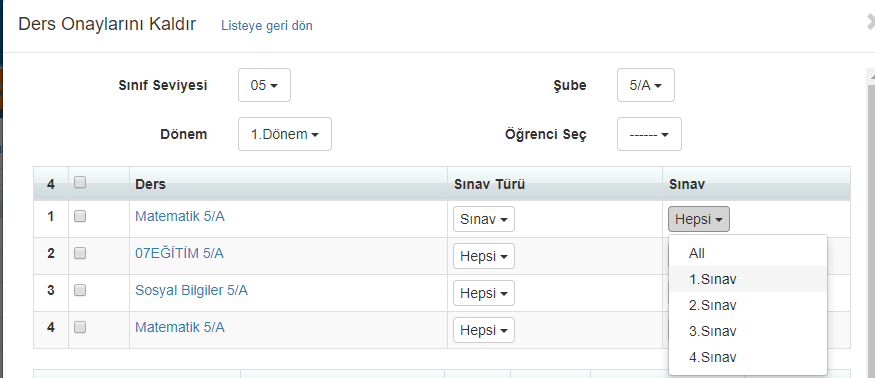 Ders Onaylarını Kaldır Listeye geri dön
Sınıf Seviyesi 05 Şube 5/A
Dönem 1.Dönem Öğrenci Seç ------
4 Ders Sınav Türü Sınav
1 Matematik 5/A Sınav Hepsi
2 07EĞİTİM 5/A Hepsi
3 Sosyal Bilgiler 5/A Hepsi
4 Matematik 5/A Hepsi
All
1.Sınav
2.Sınav
3.Sınav
4.Sınav